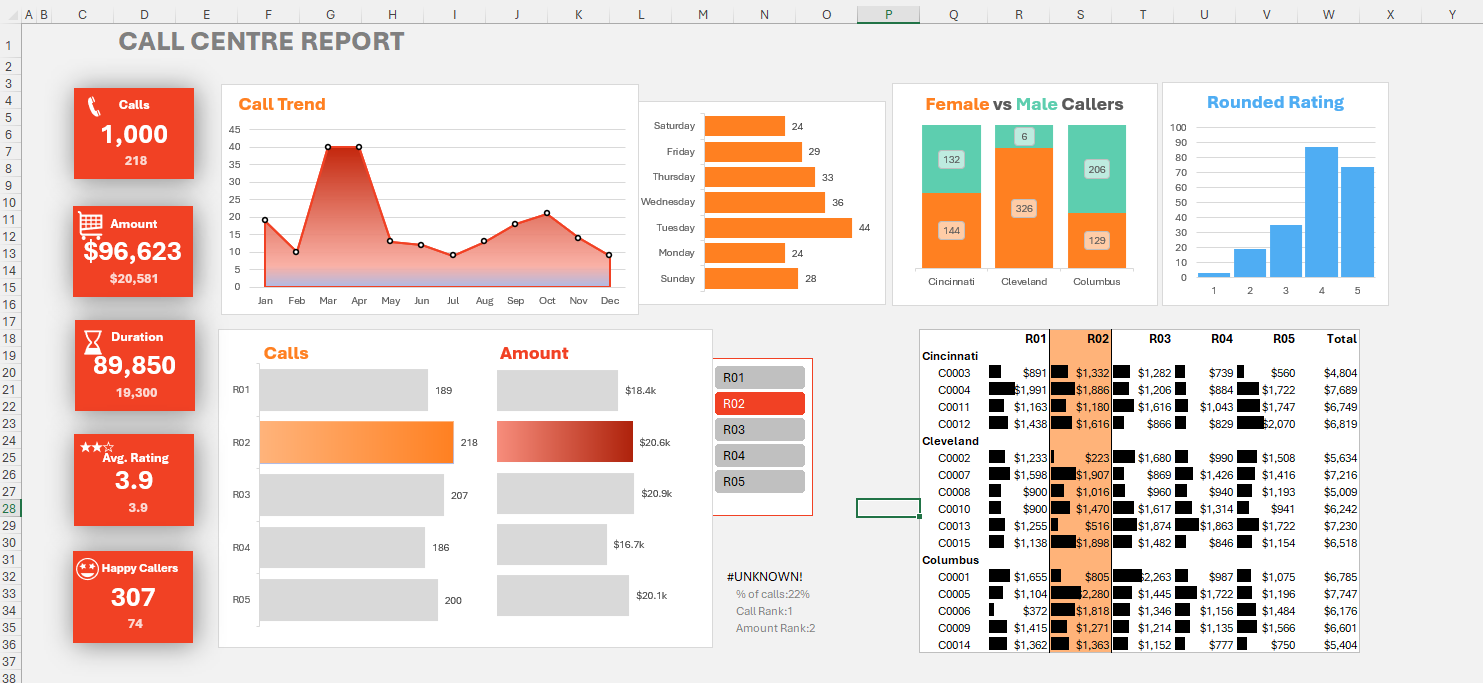 A B C D E F G H I J K L M N O P Q R S T U V W X Y
1
2
3
4
5
6
7
8
9
10
11
12
13
14
15
16
17
18
19
20
21
22
23
24
25
26
27
28
29
30
31
32
33
34
35
36
37
38
CALL CENTRE REPORT
Calls
1,000
218
Amount
$96,623
$20,581
Duration
89,850
19,300
Avg. Rating
3.9
3.9
Happy Callers
307
74
Call Trend
45
40
35
30
25
20
15
10
5
0
Jan Feb Mar Apr May Jun Jul Aug Sep Oct Nov Dec
Saturday 24
Friday 29
Thursday 33
Wednesday 36
Tuesday 44
Monday 24
Sunday 28
Female vs Male Callers
132 6 206
144 326 129
Cincinnati Cleveland Columbus
Rounded Rating
100
90
80
70
60
50
40
30
20
10
0
1 2 3 4 5
Calls Amount
R01 189 $18.4k
R02 218 $20.6k
R03 207 $20.9k
R04 186 $16.7k
R05 200 $20.1k
R01
R02
R03
R04
R05
#UNKNOWN!
% of calls:22%
Call Rank:1
Amount Rank:2
R01 R02 R03 R04 R05 Total
Cincinnati
C0003 $891 $1,332 $1,282 $739 $560 $4,804
C0004 $1,991 $1,886 $1,206 $884 $1,722 $7,689
C0011 $1,163 $1,180 $1,616 $1,043 $1,747 $6,749
C0012 $1,438 $1,616 $866 $829 $2,070 $6,819
Cleveland
C0002 $1,233 $223 $1,680 $990 $1,508 $5,634
C0007 $1,598 $1,907 $869 $1,426 $1,416 $7,216
C0008 $900 $1,016 $960 $940 $1,193 $5,009
C0010 $900 $1,470 $1,617 $1,314 $941 $6,242
C0013 $1,255 $516 $1,874 $1,863 $1,722 $7,230
C0015 $1,138 $1,898 $1,482 $846 $1,154 $6,518
Columbus
C0001 $1,655 $805 $2,263 $987 $1,075 $6,785
C0005 $1,104 $2,280 $1,445 $1,722 $1,196 $7,747
C0006 $372 $1,818 $1,346 $1,156 $1,484 $6,176
C0009 $1,415 $1,271 $1,214 $1,135 $1,566 $6,601
C0014 $1,362 $1,363 $1,152 $777 $750 $5,404